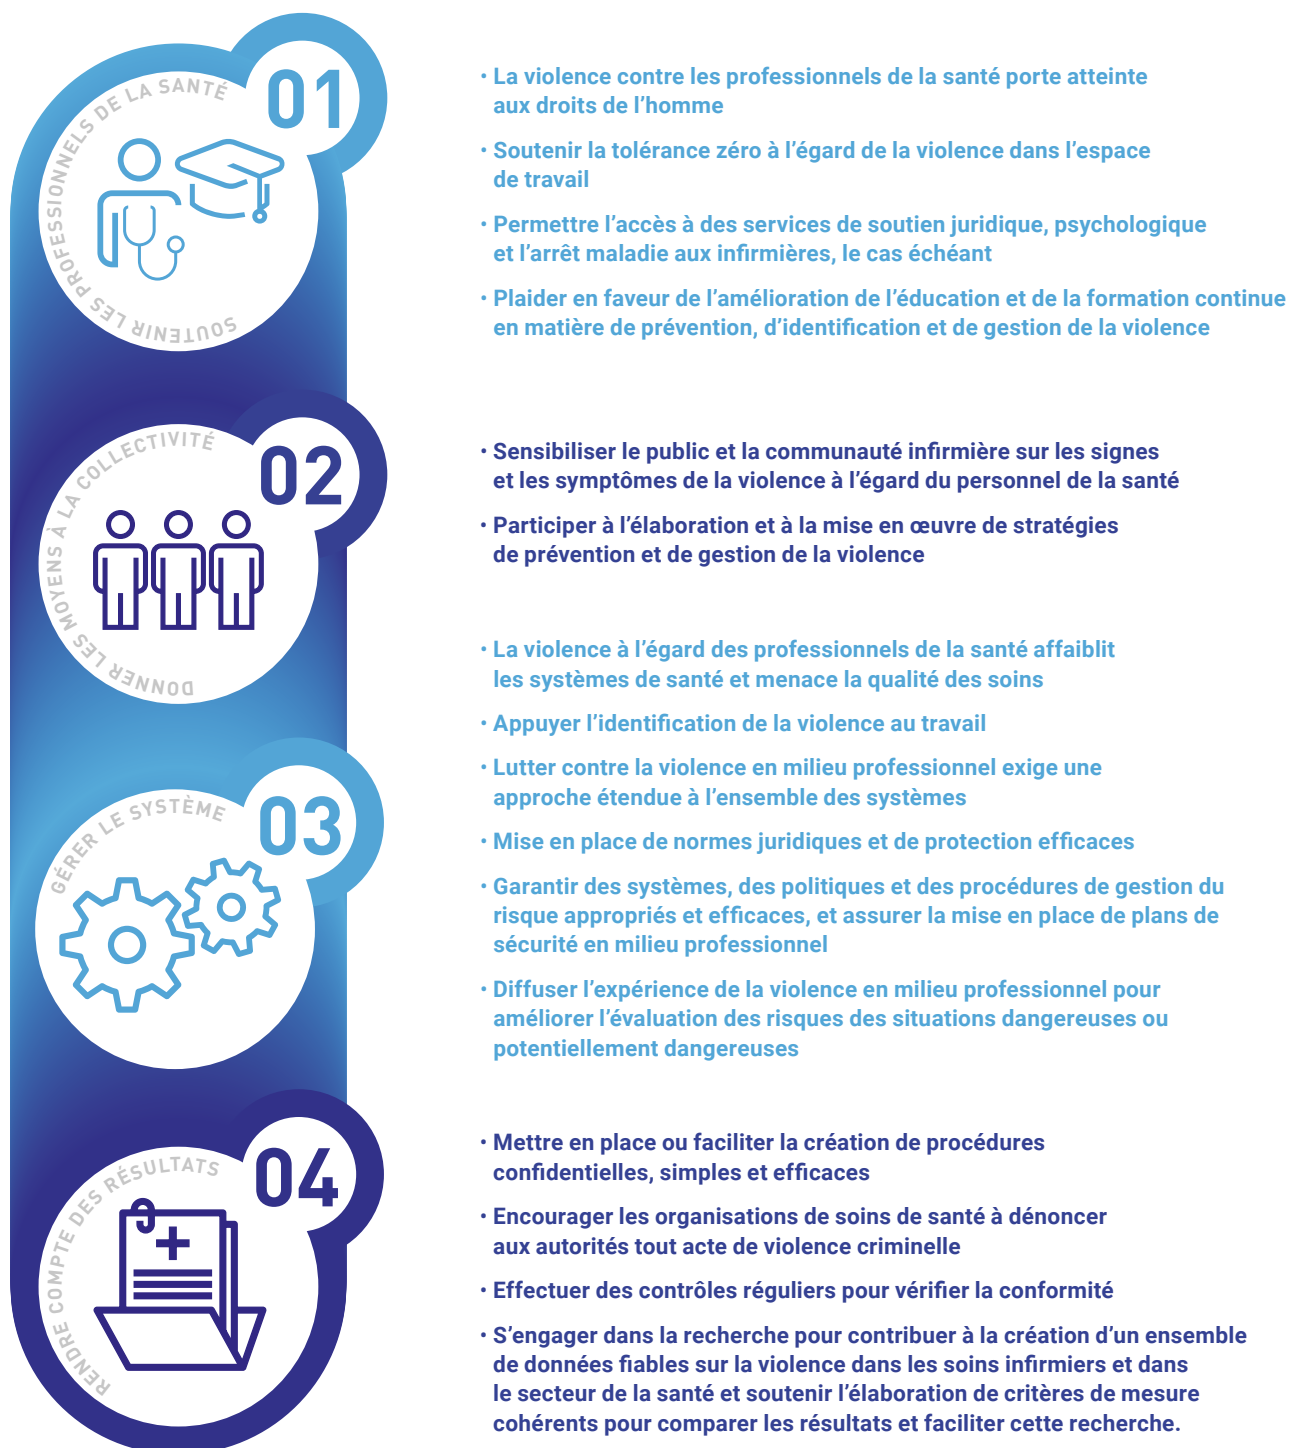 SOUTENIR LES PROFESSIONNELS DE LA SANTÉ
01
· La violence contre les professionnels de la santé porte atteinte
aux droits de l’homme
· Soutenir la tolérance zéro à l’égard de la violence dans l’espace
de travail
· Permettre l’accès à des services de soutien juridique, psychologique
et l’arrêt maladie aux infirmières, le cas échéant
· Plaider en faveur de l’amélioration de l’éducation et de la formation continue
en matière de prévention, d’identification et de gestion de la violence
DONNER LES MOYENS À LA COLLECTIVITÉ
02
· Sensibiliser le public et la communauté infirmière sur les signes
et les symptômes de la violence à l’égard du personnel de la santé
· Participer à l’élaboration et à la mise en œuvre de stratégies
de prévention et de gestion de la violence
GÉRER LE SYSTÈME
03
· La violence à l’égard des professionnels de la santé affaiblit
les systèmes de santé et menace la qualité des soins
· Appuyer l’identification de la violence au travail
· Lutter contre la violence en milieu professionnel exige une
approche étendue à l’ensemble des systèmes
· Mise en place de normes juridiques et de protection efficaces
· Garantir des systèmes, des politiques et des procédures de gestion du
risque appropriés et efficaces, et assurer la mise en place de plans de
sécurité en milieu professionnel
· Diffuser l’expérience de la violence en milieu professionnel pour
améliorer l’évaluation des risques des situations dangereuses ou
potentiellement dangereuses
RENDRE COMPTE DES RÉSULTATS
04
· Mettre en place ou faciliter la création de procédures
confidentielles, simples et efficaces
· Encourager les organisations de soins de santé à dénoncer
aux autorités tout acte de violence criminelle
· Effectuer des contrôles réguliers pour vérifier la conformité
· S’engager dans la recherche pour contribuer à la création d’un ensemble
de données fiables sur la violence dans les soins infirmiers et dans
le secteur de la santé et soutenir l’élaboration de critères de mesure
cohérents pour comparer les résultats et faciliter cette recherche.